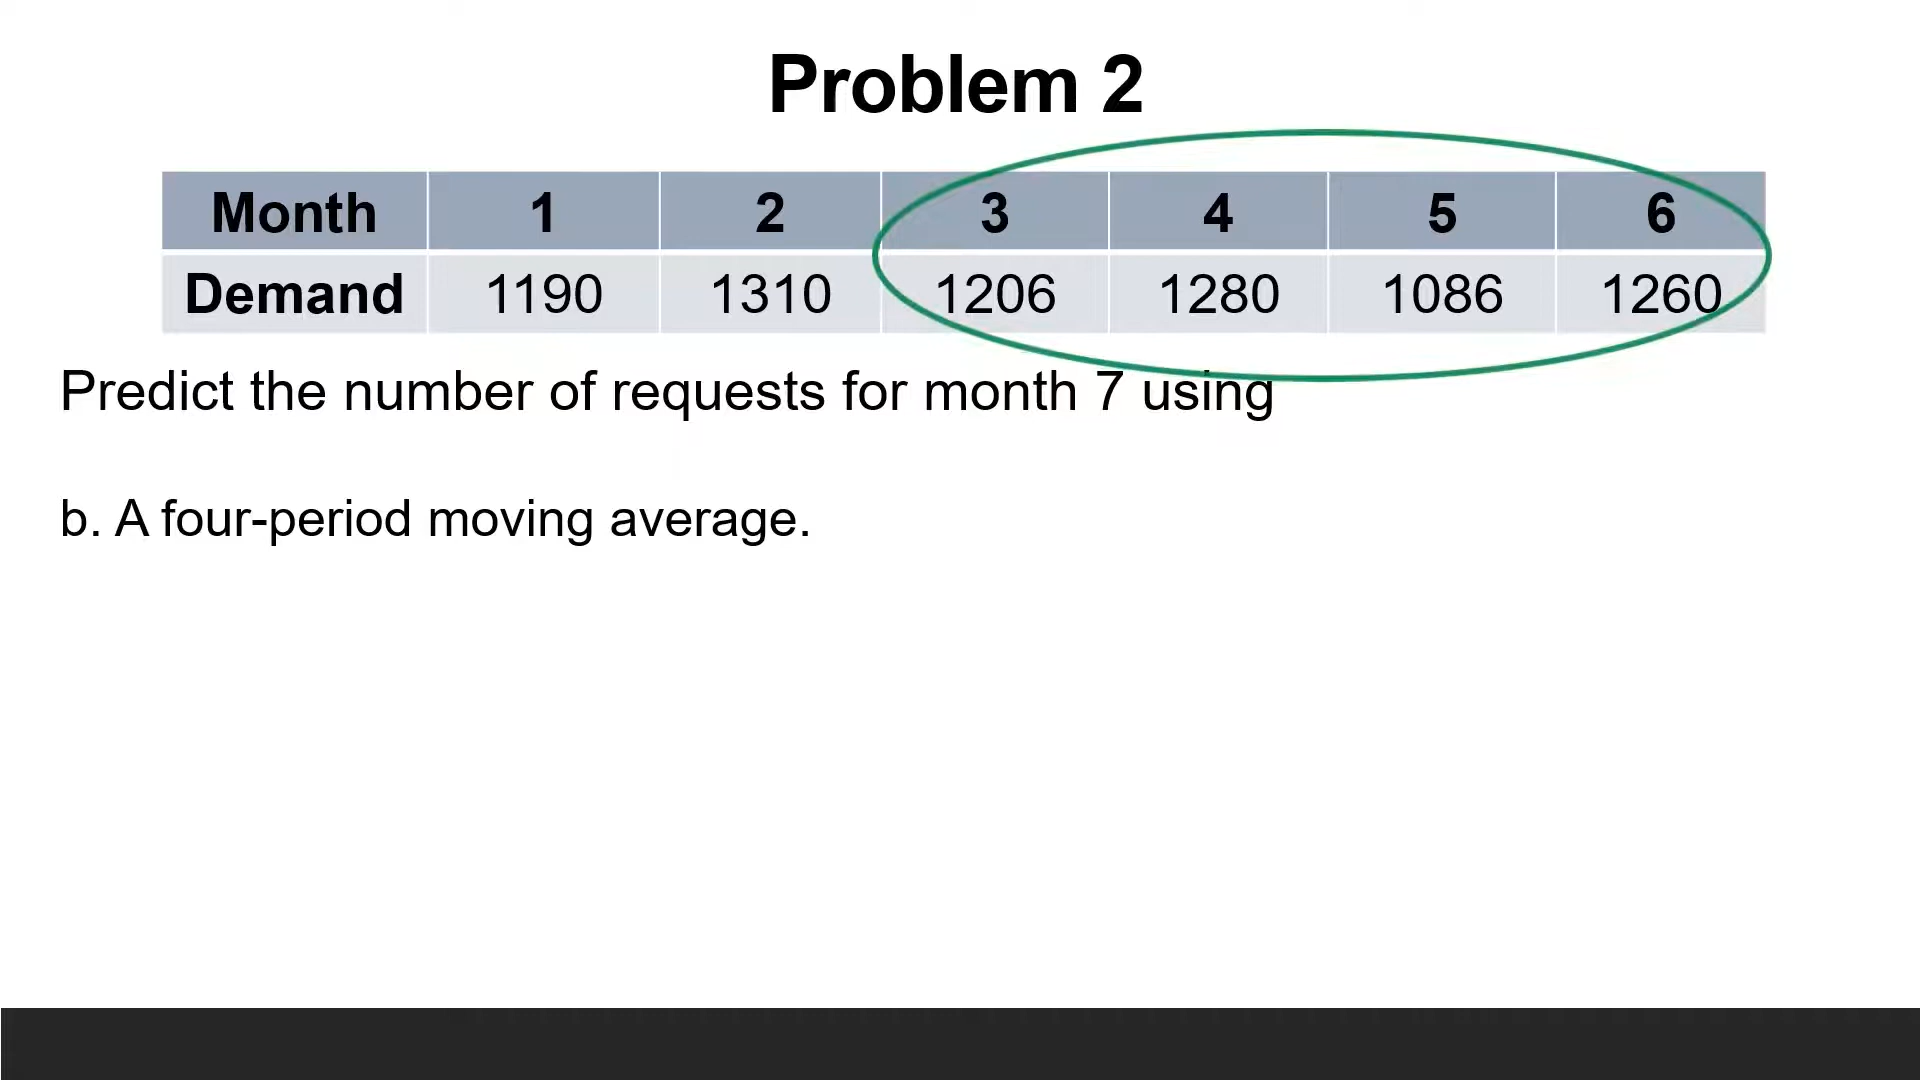 Problem 2
Month 1 2 3 4 5 6
Demand 1190 1310 1206 1280 1086 1260
Predict the number of requests for month 7 using
b. A four-period moving average.